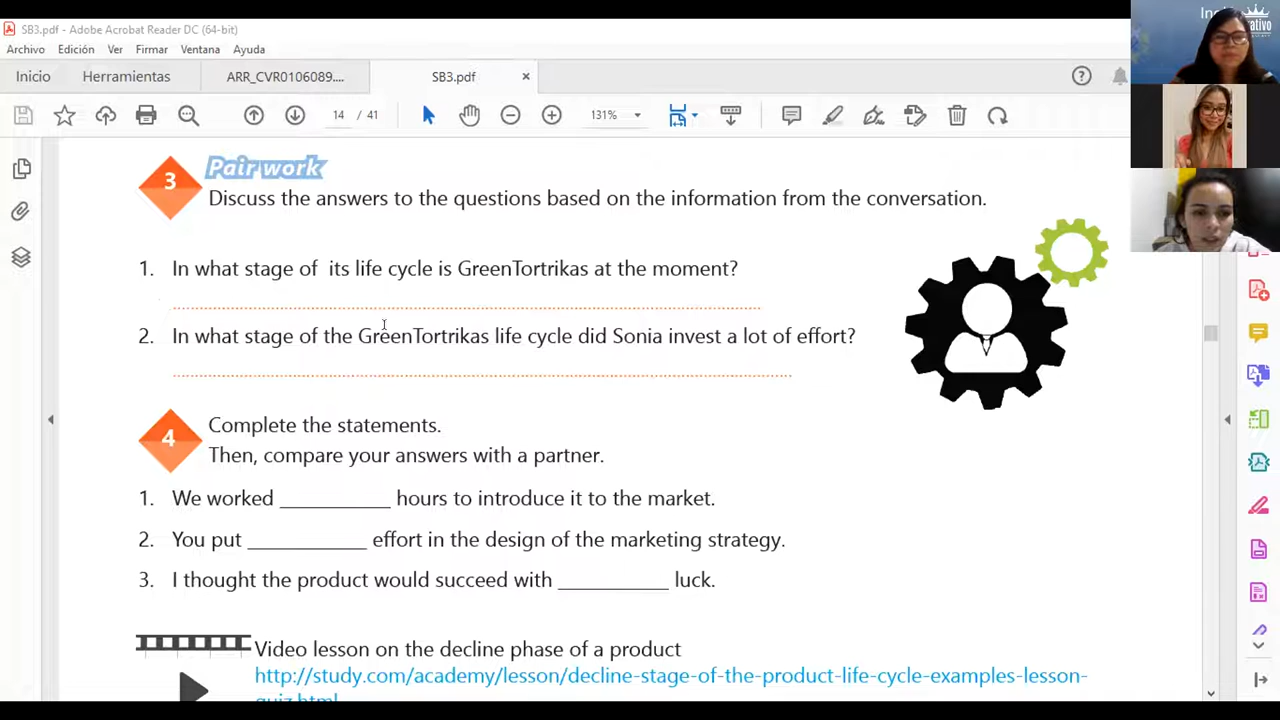 SB3.pdf - Adobe Acrobat Reader DC (64-bit)
Archivo Edición Ver Firmar Ventana Ayuda
Inicio Herramientas ARR_CVR0106089.... SB3.pdf ×
14 / 41 131%
3 Pair work
Discuss the answers to the questions based on the information from the conversation.
1. In what stage of its life cycle is GreenTortrikas at the moment?
2. In what stage of the GreenTortrikas life cycle did Sonia invest a lot of effort?
4 Complete the statements.
Then, compare your answers with a partner.
1. We worked __________ hours to introduce it to the market.
2. You put ___________ effort in the design of the marketing strategy.
3. I thought the product would succeed with __________ luck.
Video lesson on the decline phase of a product
http://study.com/academy/lesson/decline-stage-of-the-product-life-cycle-examples-lesson-
quiz.html